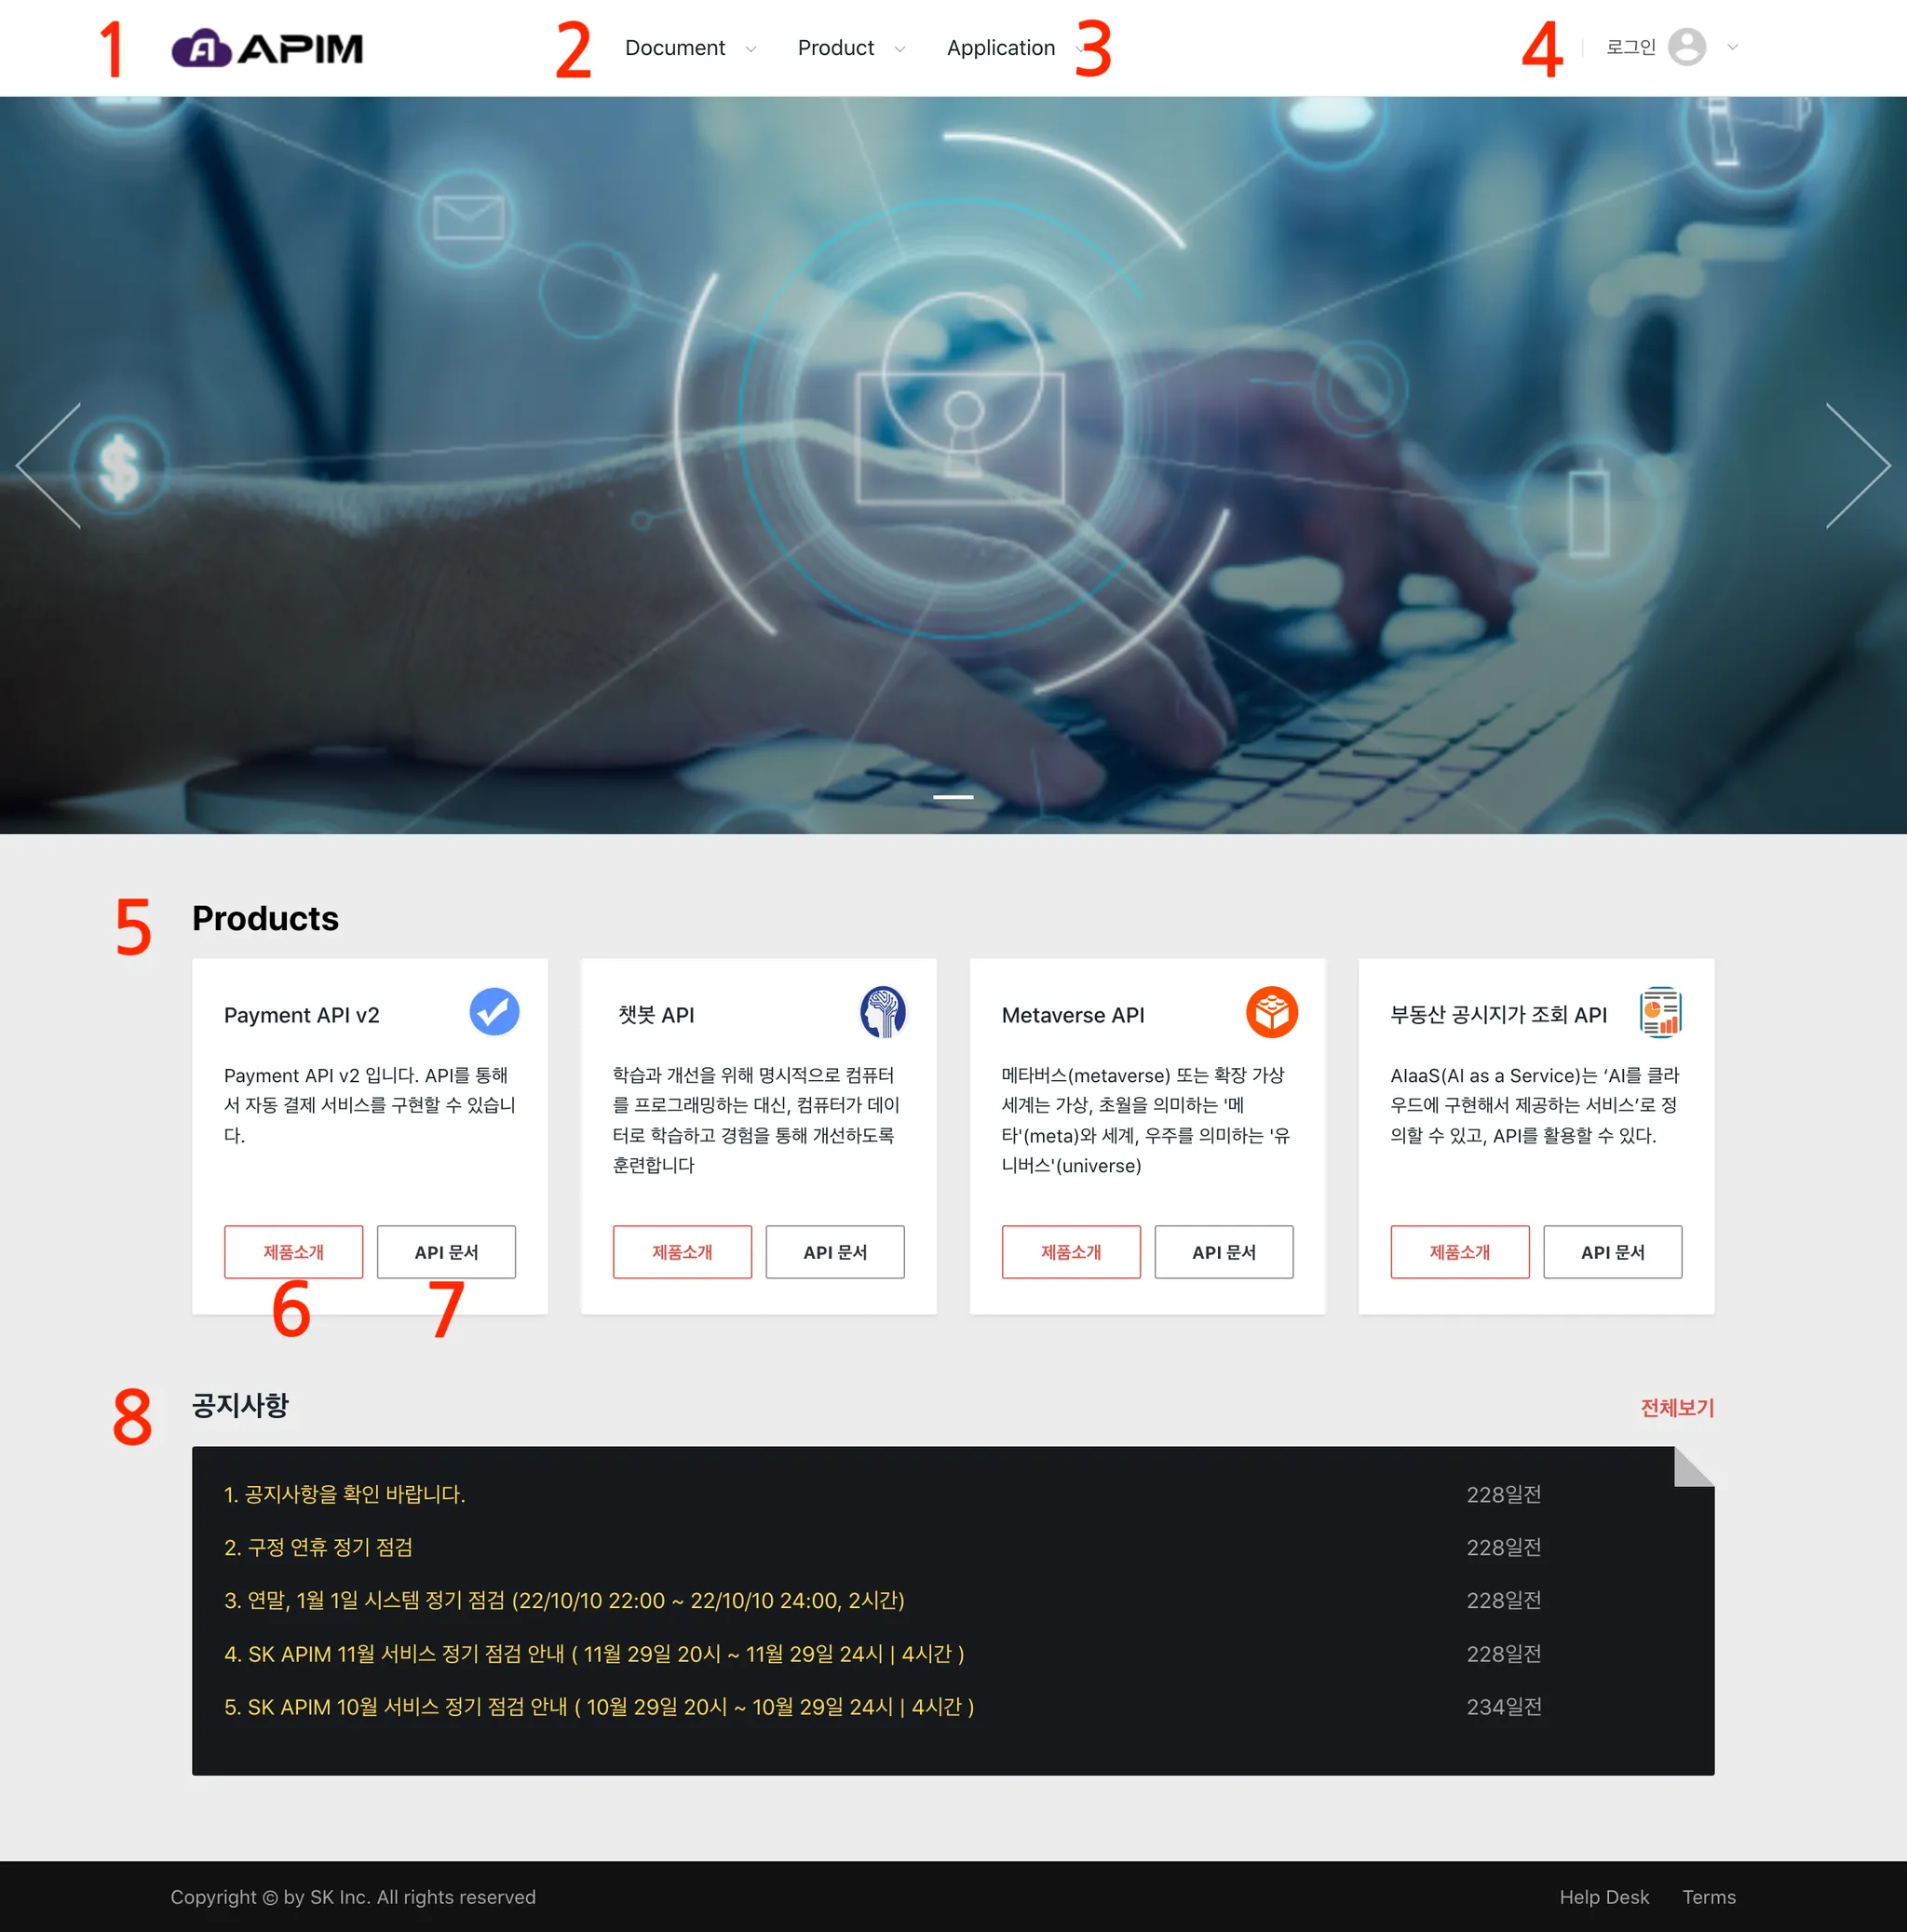 1 APIM 2 Document Product Application 3 4 로그인
$
5 Products
Payment API v2
Payment API v2 입니다. API를 통해
서 자동 결제 서비스를 구현할 수 있습니
다.
제품소개 API 문서
6 7
챗봇 API
학습과 개선을 위해 명시적으로 컴퓨터
를 프로그래밍하는 대신, 컴퓨터가 데이
터로 학습하고 경험을 통해 개선하도록
훈련합니다
제품소개 API 문서
Metaverse API
메타버스(metaverse) 또는 확장 가상
세계는 가상, 초월을 의미하는 '메
타'(meta)와 세계, 우주를 의미하는 '유
니버스'(universe)
제품소개 API 문서
부동산 공시지가 조회 API
AIaaS(AI as a Service)는 ‘AI를 클라
우드에 구현해서 제공하는 서비스’로 정
의할 수 있고, API를 활용할 수 있다.
제품소개 API 문서
8 공지사항 전체보기
1. 공지사항을 확인 바랍니다. 228일전
2. 구정 연휴 정기 점검 228일전
3. 연말, 1월 1일 시스템 정기 점검 (22/10/10 22:00 ~ 22/10/10 24:00, 2시간) 228일전
4. SK APIM 11월 서비스 정기 점검 안내 ( 11월 29일 20시 ~ 11월 29일 24시 | 4시간 ) 228일전
5. SK APIM 10월 서비스 정기 점검 안내 ( 10월 29일 20시 ~ 10월 29일 24시 | 4시간 ) 234일전
Copyright © by SK Inc. All rights reserved Help Desk Terms